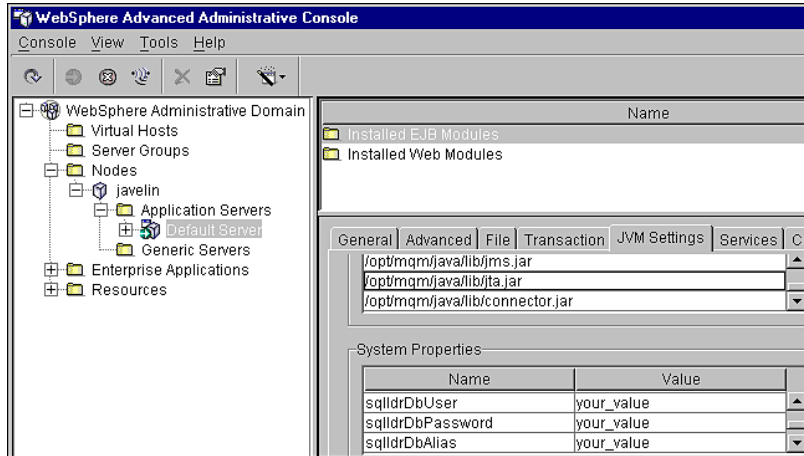 WebSphere Advanced Administrative Console
Console View Tools Help
WebSphere Administrative Domain
Virtual Hosts
Server Groups
Nodes
javelin
Application Servers
Default Server
Generic Servers
Enterprise Applications
Resources
Name
Installed EJB Modules
Installed Web Modules
General Advanced File Transaction JVM Settings Services C
/opt/mqm/java/lib/jms.jar
/opt/mqm/java/lib/jta.jar
/opt/mqm/java/lib/connector.jar
System Properties
Name Value
sqlldrDbUser your_value
sqlldrDbPassword your_value
sqlldrDbAlias your_value